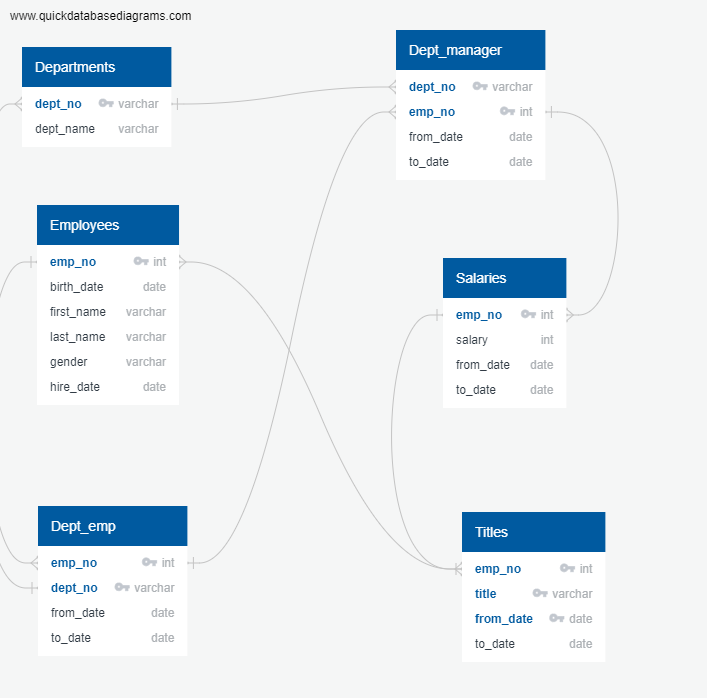 www.quickdatabasediagrams.com
Departments
dept_no varchar
dept_name varchar
Dept_manager
dept_no varchar
emp_no int
from_date date
to_date date
Employees
emp_no int
birth_date date
first_name varchar
last_name varchar
gender varchar
hire_date date
Salaries
emp_no int
salary int
from_date date
to_date date
Dept_emp
emp_no int
dept_no varchar
from_date date
to_date date
Titles
emp_no int
title varchar
from_date date
to_date date